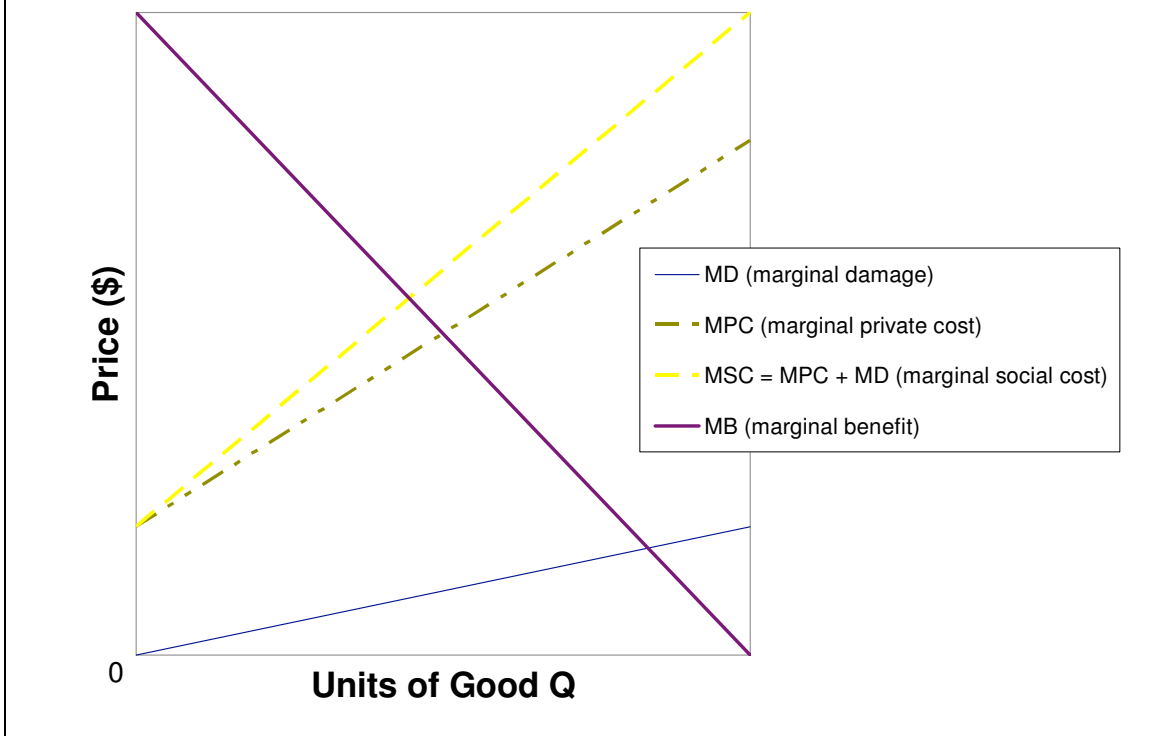 Price ($)
MD (marginal damage)
MPC (marginal private cost)
MSC = MPC + MD (marginal social cost)
MB (marginal benefit)
0
Units of Good Q